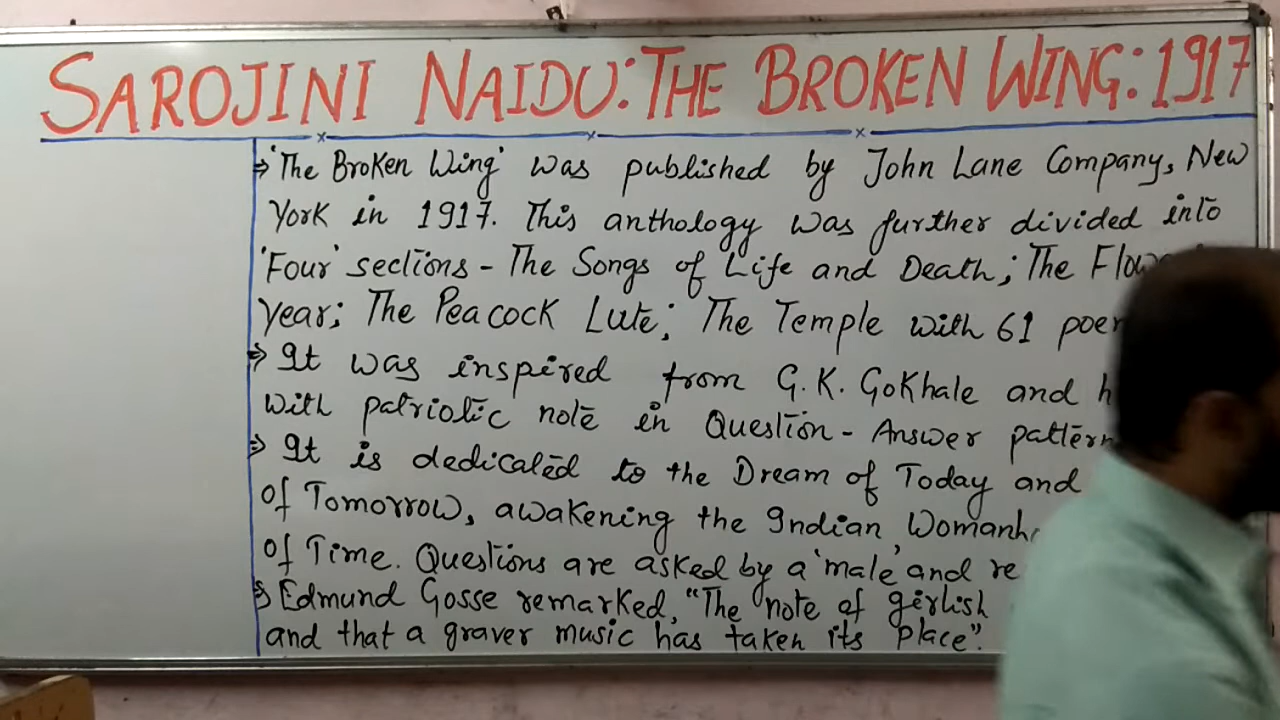 SAROJINI NAIDU: THE BROKEN WING: 1917
⇒ 'The Broken Wing' was published by John Lane Company, New
York in 1917. This anthology was further divided into
'Four' sections - The Songs of Life and Death; The
Year; The Peacock Lute; The Temple with 61
⇒ It was inspired from G. K. Gokhale and
with patriotic note in Question - Answer pattern
⇒ It is dedicated to the Dream of Today and
of Tomorrow, awakening the Indian
of Time. Questions are asked by a 'male' and
⇒ Edmund Gosse remarked, "The note of girlish
and that a graver music has taken its place".